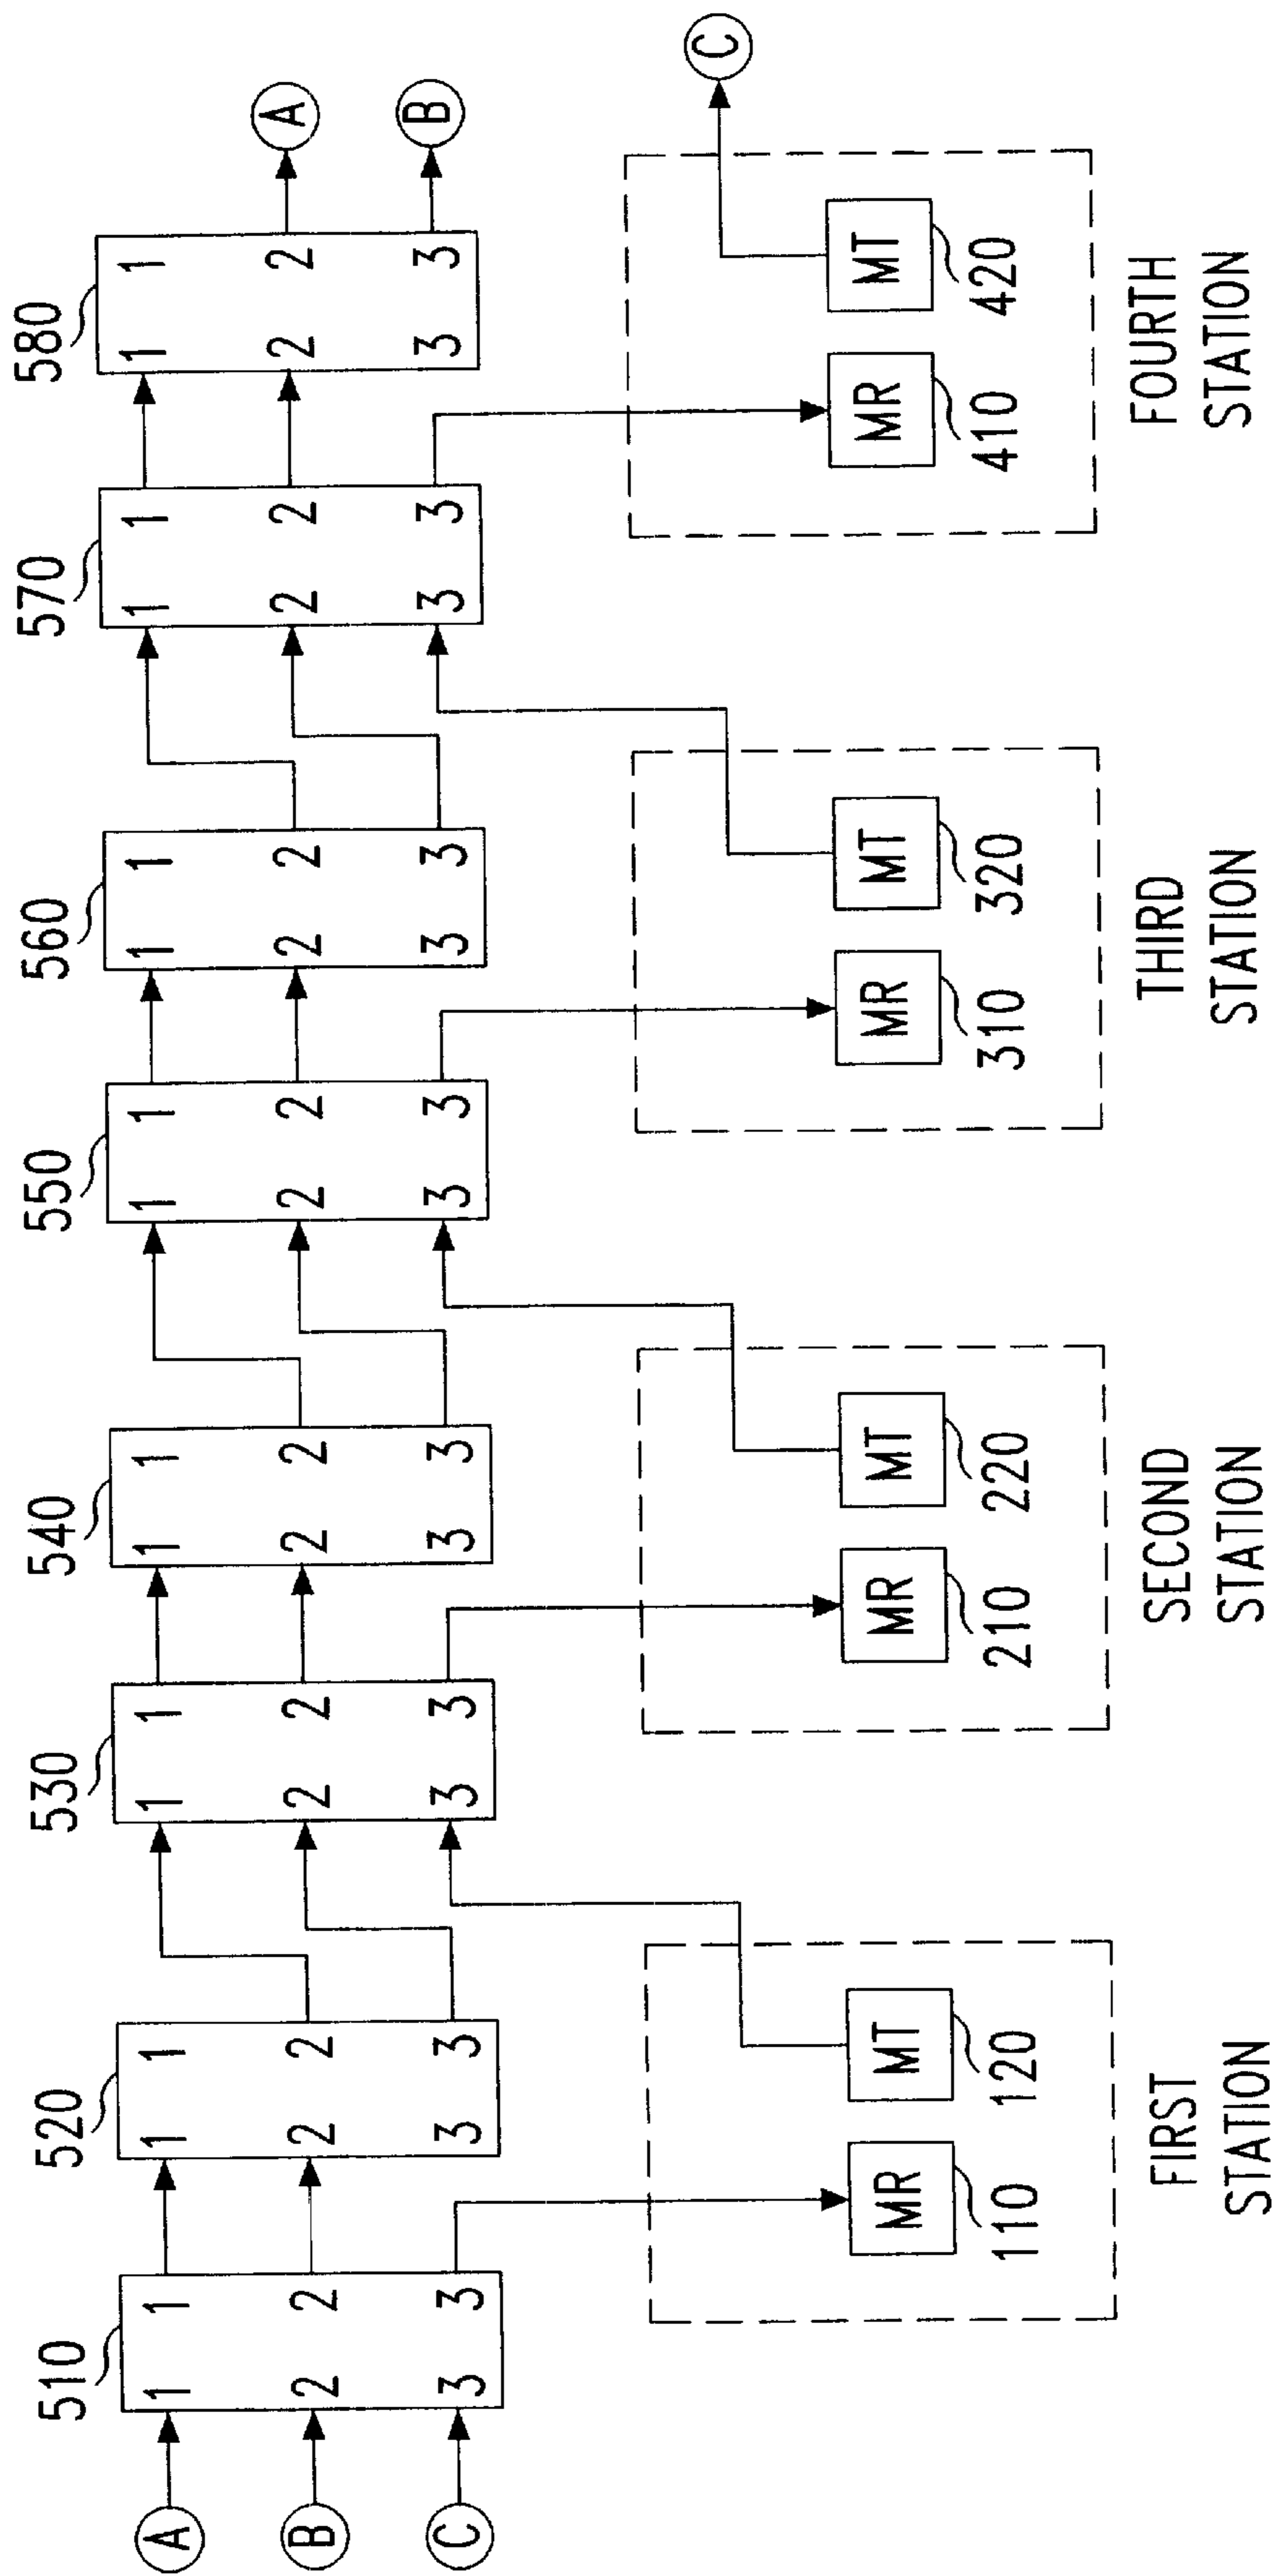 510 520 530 540 550 560 570 580
A 1 1 1 1 1 1 1 1 1 1 1 1 1 1 1 1 A
B 2 2 2 2 2 2 2 2 2 2 2 2 2 2 2 2 B
C 3 3 3 3 3 3 3 3 3 3 3 3 3 3 3 3 C
MR MT MR MT MR MT MR MT
110 120 210 220 310 320 410 420
FIRST SECOND THIRD FOURTH
STATION STATION STATION STATION